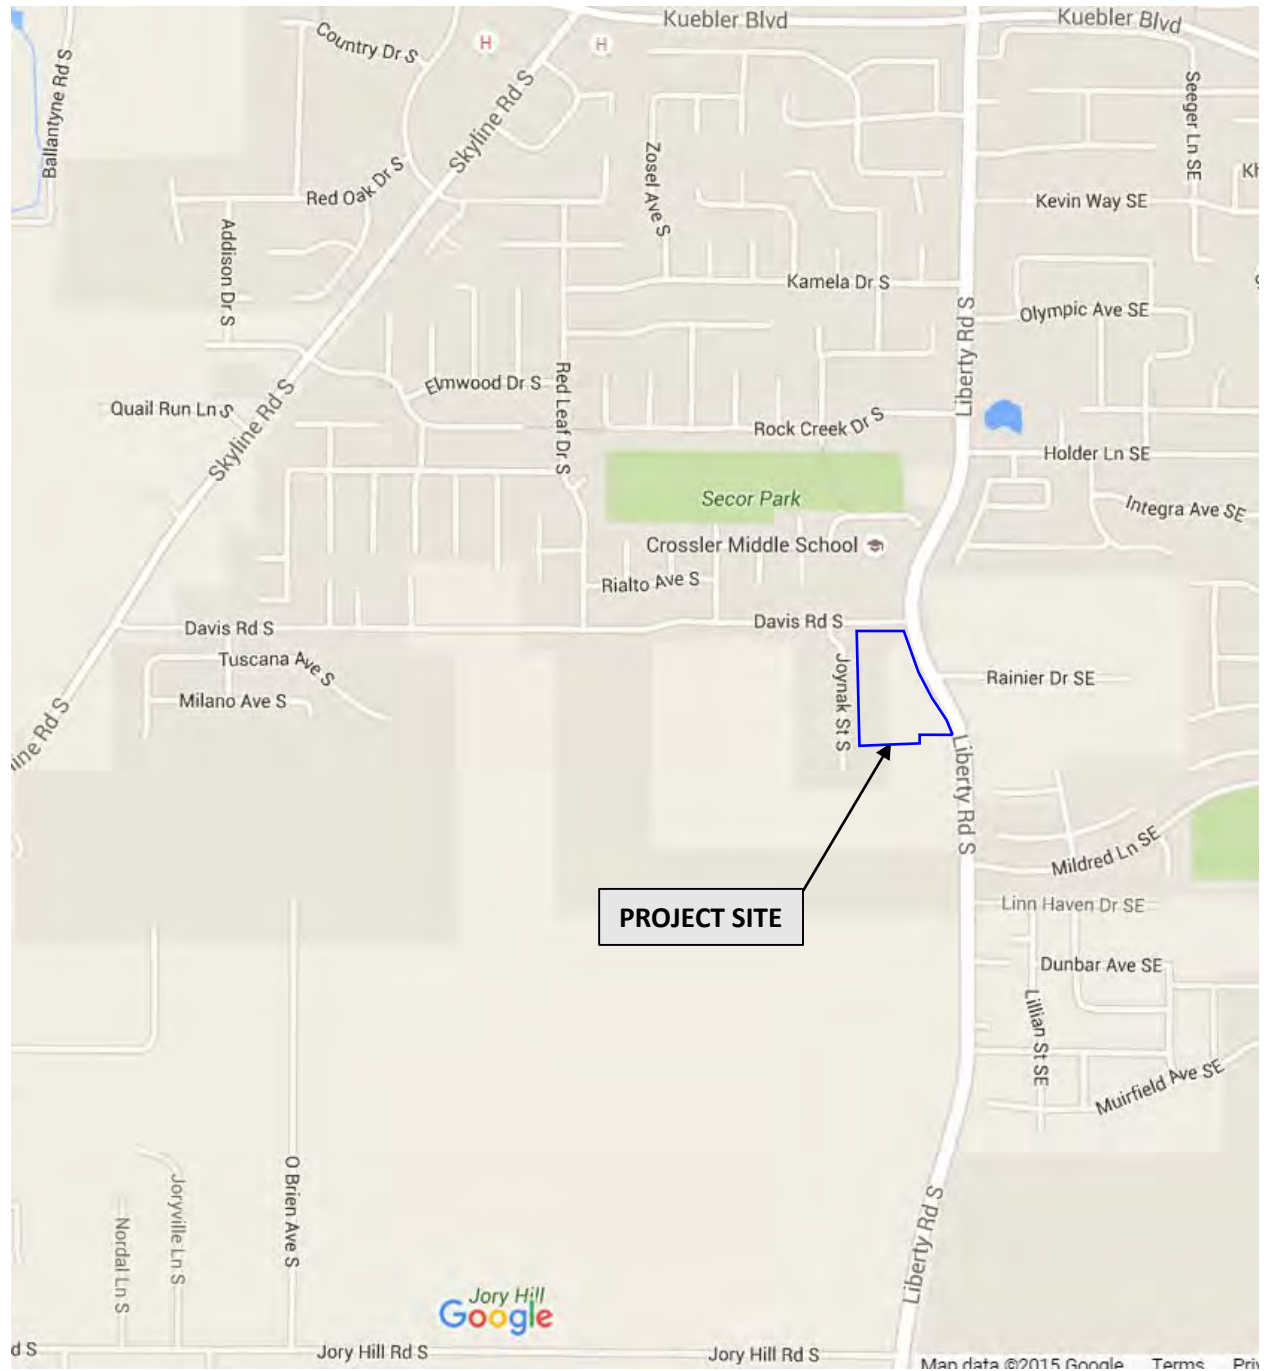 Kuebler Blvd
Kuebler Blvd
Country Dr S
H
H
Ballantyne Rd S
Skyline Rd S
Seeger Ln SE
Zosel Ave S
Kh
Red Oak Dr S
Kevin Way SE
Addison Dr S
Kamela Dr S
Olympic Ave SE
Liberty Rd S
Elmwood Dr S
Red Leaf Dr S
Quail Run Ln S
Skyline Rd S
Rock Creek Dr S
Holder Ln SE
Secor Park
Integra Ave SE
Crossler Middle School
Rialto Ave S
Davis Rd S
Davis Rd S
Tuscana Ave S
Milano Ave S
Joynak St S
Rainier Dr SE
line Rd S
Liberty Rd S
Mildred Ln SE
PROJECT SITE
Linn Haven Dr SE
Dunbar Ave SE
Lillian St SE
Muirfield Ave SE
O Brien Ave S
Joryville Ln S
Nordal Ln S
Liberty Rd S
Jory Hill
Google
d S
Jory Hill Rd S
Jory Hill Rd S
Map data ©2015 Google Terms Priv